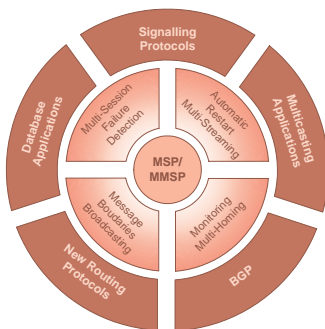 Signalling
Protocols
Database
Applications
Multicasting
Applications
Multi-Session
Failure
Detection
Automatic
Restart
Multi-Streaming
MSP/
MMSP
Message
Boudaries
Broadcasting
Monitoring
Multi-Homing
New Routing
Protocols
BGP